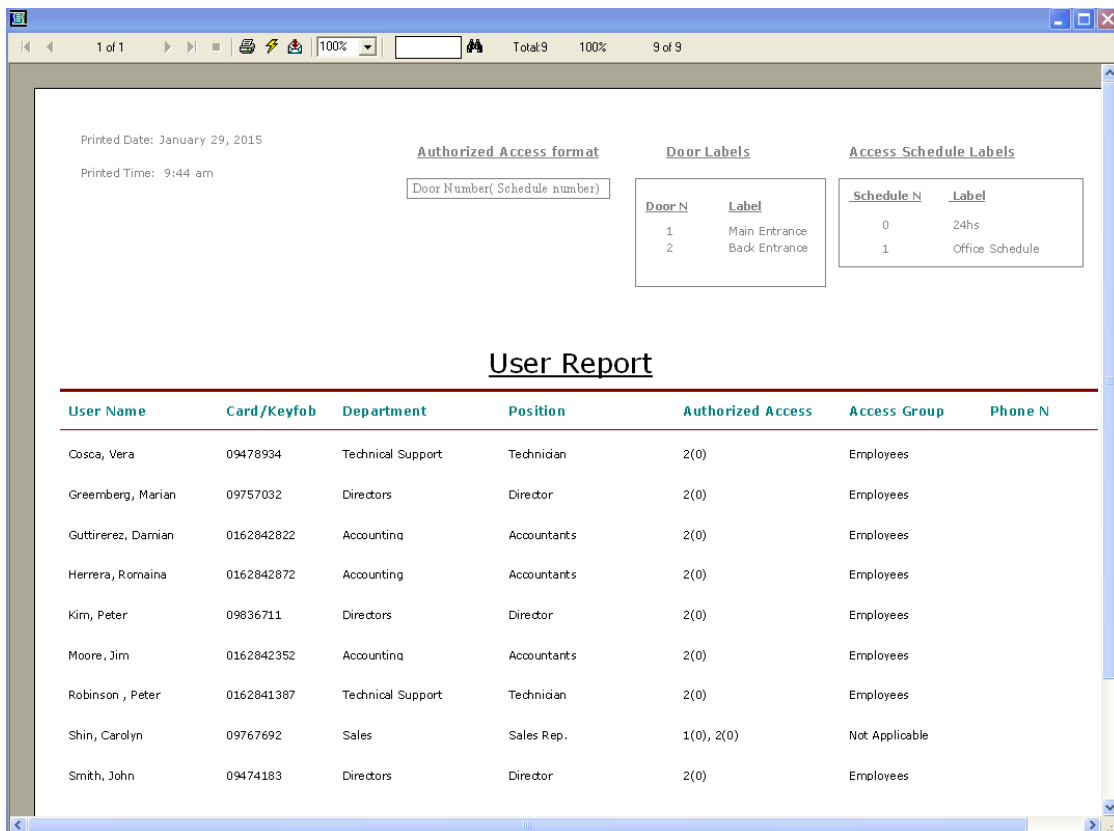 1 of 1 100% Total:9 100% 9 of 9
Printed Date: January 29, 2015
Printed Time: 9:44 am
Authorized Access format
Door Number( Schedule number)
Door Labels
Door N Label
1 Main Entrance
2 Back Entrance
Access Schedule Labels
Schedule N Label
0 24hs
1 Office Schedule
User Report
User Name Card/Keyfob Department Position Authorized Access Access Group Phone N
Cosca, Vera 09478934 Technical Support Technician 2(0) Employees
Greemberg, Marian 09757032 Directors Director 2(0) Employees
Guttirerez, Damian 0162842822 Accounting Accountants 2(0) Employees
Herrera, Romaina 0162842872 Accounting Accountants 2(0) Employees
Kim, Peter 09836711 Directors Director 2(0) Employees
Moore, Jim 0162842352 Accounting Accountants 2(0) Employees
Robinson , Peter 0162841387 Technical Support Technician 2(0) Employees
Shin, Carolyn 09767692 Sales Sales Rep. 1(0), 2(0) Not Applicable
Smith, John 09474183 Directors Director 2(0) Employees